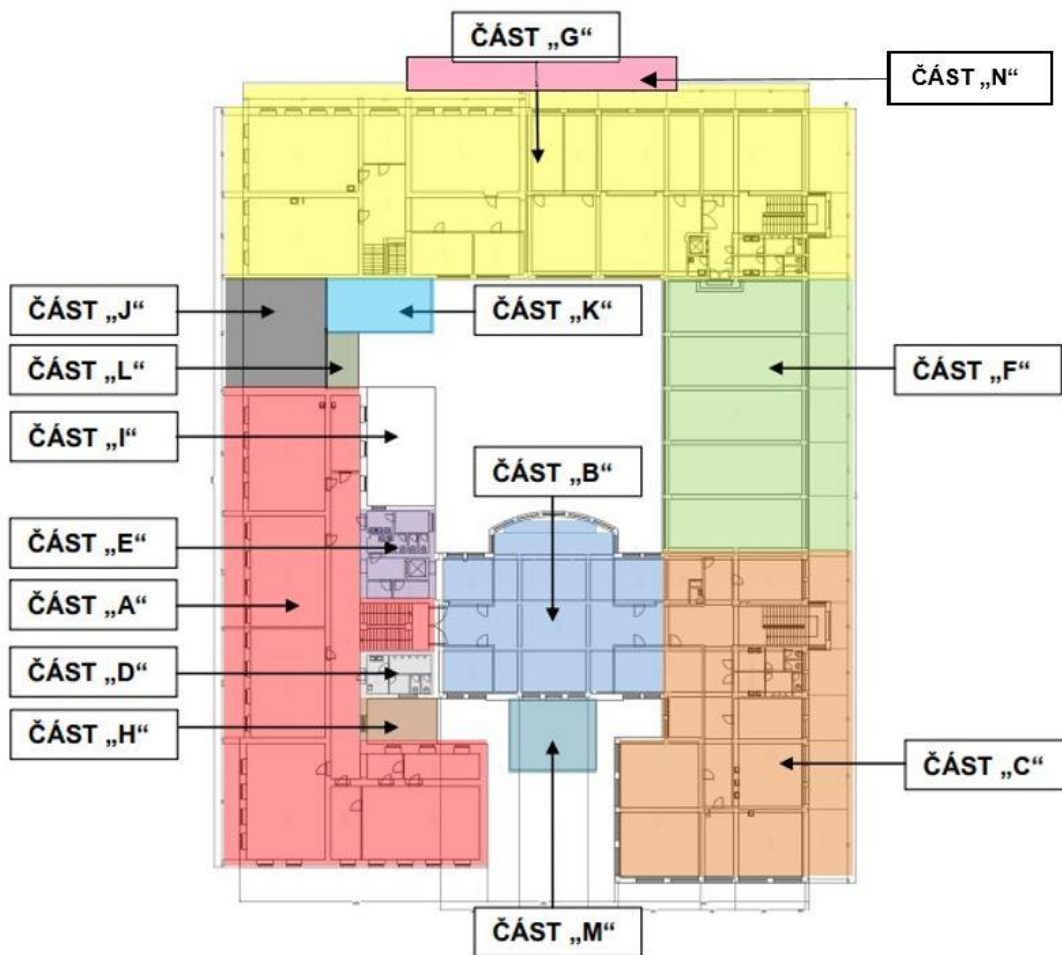 ČÁST „G“
ČÁST „N“
ČÁST „J“
ČÁST „K“
ČÁST „L“
ČÁST „F“
ČÁST „I“
ČÁST „B“
ČÁST „E“
ČÁST „A“
ČÁST „D“
ČÁST „H“
ČÁST „C“
ČÁST „M“